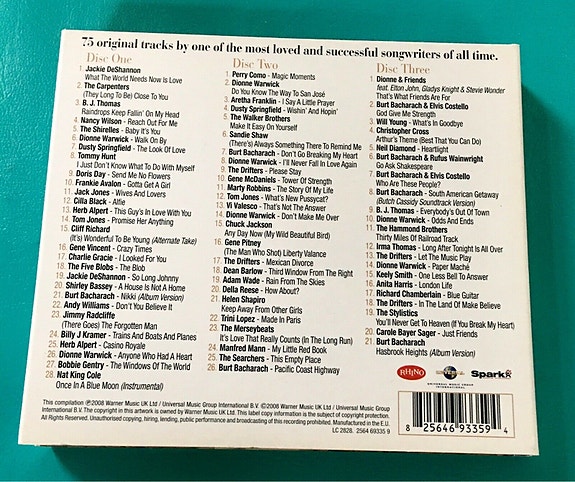 75 original tracks by one of the most loved and successful songwriters of all time.
Disc One
1. Jackie DeShannon
What The World Needs Now Is Love
2. The Carpenters
(They Long To Be) Close To You
3. B. J. Thomas
Raindrops Keep Fallin' On My Head
4. Nancy Wilson - Reach Out For Me
5. The Shirelles - Baby It's You
6. Dionne Warwick - Walk On By
7. Dusty Springfield - The Look Of Love
8. Tommy Hunt
I Just Don't Know What To Do With Myself
9. Doris Day - Send Me No Flowers
10. Frankie Avalon - Gotta Get A Girl
11. Jack Jones - Wives And Lovers
12. Cilla Black - Alfie
13. Herb Alpert - This Guy's In Love With You
14. Tom Jones - Promise Her Anything
15. Cliff Richard
(It's) Wonderful To Be Young (Alternate Take)
16. Gene Vincent - Crazy Times
17. Charlie Gracie - I Looked For You
18. The Five Blobs - The Blob
19. Jackie DeShannon - So Long Johnny
20. Shirley Bassey - A House Is Not A Home
21. Burt Bacharach - Nikki (Album Version)
22. Andy Williams - Don't You Believe It
23. Jimmy Radcliffe
(There Goes) The Forgotten Man
24. Billy J Kramer - Trains And Boats And Planes
25. Herb Alpert - Casino Royale
26. Dionne Warwick - Anyone Who Had A Heart
27. Bobbie Gentry - The Windows Of The World
28. Nat King Cole
Once In A Blue Moon (Instrumental)
Disc Two
1. Perry Como - Magic Moments
2. Dionne Warwick
Do You Know The Way To San José
3. Aretha Franklin - I Say A Little Prayer
4. Dusty Springfield - Wishin' And Hopin'
5. The Walker Brothers
Make It Easy On Yourself
6. Sandie Shaw
(There's) Always Something There To Remind Me
7. Burt Bacharach - Don't Go Breaking My Heart
8. Dionne Warwick - I'll Never Fall In Love Again
9. The Drifters - Please Stay
10. Gene McDaniels - Tower Of Strength
11. Marty Robbins - The Story Of My Life
12. Tom Jones - What's New Pussycat?
13. Vi Velasco - That's Not The Answer
14. Dionne Warwick - Don't Make Me Over
15. Chuck Jackson
Any Day Now (My Wild Beautiful Bird)
16. Gene Pitney
(The Man Who Shot) Liberty Valance
17. The Drifters - Mexican Divorce
18. Dean Barlow - Third Window From The Right
19. Adam Wade - Rain From The Skies
20. Della Reese - How About?
21. Helen Shapiro
Keep Away From Other Girls
22. Trini Lopez - Made In Paris
23. The Merseybeats
It's Love That Really Counts (In The Long Run)
24. Manfred Mann - My Little Red Book
25. The Searchers - This Empty Place
26. Burt Bacharach - Pacific Coast Highway
Disc Three
1. Dionne & Friends
feat. Elton John, Gladys Knight & Stevie Wonder
That's What Friends Are For
2. Burt Bacharach & Elvis Costello
God Give Me Strength
3. Will Young - What's In Goodbye
4. Christopher Cross
Arthur's Theme (Best That You Can Do)
5. Neil Diamond - Heartlight
6. Burt Bacharach & Rufus Wainwright
Go Ask Shakespeare
7. Burt Bacharach & Elvis Costello
Who Are These People?
8. Burt Bacharach - South American Getaway
(Butch Cassidy Soundtrack Version)
9. B. J. Thomas - Everybody's Out Of Town
10. Dionne Warwick - Odds And Ends
11. The Hammond Brothers
Thirty Miles Of Railroad Track
12. Irma Thomas - Long After Tonight Is All Over
13. The Drifters - Let The Music Play
14. Dionne Warwick - Paper Maché
15. Keely Smith - One Less Bell To Answer
16. Anita Harris - London Life
17. Richard Chamberlain - Blue Guitar
18. The Drifters - In The Land Of Make Believe
19. The Stylistics
You'll Never Get To Heaven (If You Break My Heart)
20. Carole Bayer Sager - Just Friends
21. Burt Bacharach
Hasbrook Heights (Album Version)
RHINO
UNIVERSAL
UNIVERSAL MUSIC GROUP
INTERNATIONAL
Spark
This compilation ℗2008 Warner Music UK Ltd / Universal Music Group International B.V. ©2008 Warner Music UK Ltd / Universal Music Group
International B.V. The copyright in this artwork is owned by Warner Music UK Ltd. This label copy information is the subject of copyright protection.
All Rights Reserved. Unauthorised copying, hiring, lending, public performance and broadcasting of this recording prohibited. Manufactured in the E.U.
LC 2828. 2564 69335 9
8 25646 93359 4